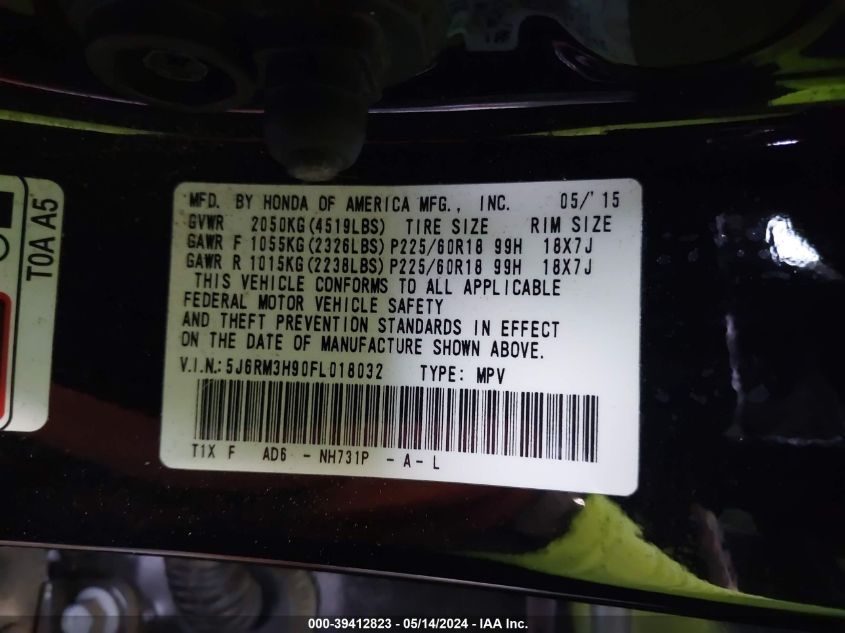 MFD. BY HONDA OF AMERICA MFG., INC. 05/'15
GVWR 2050KG(4519LBS) TIRE SIZE RIM SIZE
GAWR F 1055KG(2326LBS) P225/60R18 99H 18X7J
GAWR R 1015KG(2238LBS) P225/60R18 99H 18X7J
THIS VEHICLE CONFORMS TO ALL APPLICABLE
FEDERAL MOTOR VEHICLE SAFETY
AND THEFT PREVENTION STANDARDS IN EFFECT
ON THE DATE OF MANUFACTURE SHOWN ABOVE.
V.I.N.: 5J6RM3H90FL018032 TYPE: MPV
T1X F AD6 - NH731P - A - L
T0A A5
000-39412823 / 05/14/2024 - IAA Inc.